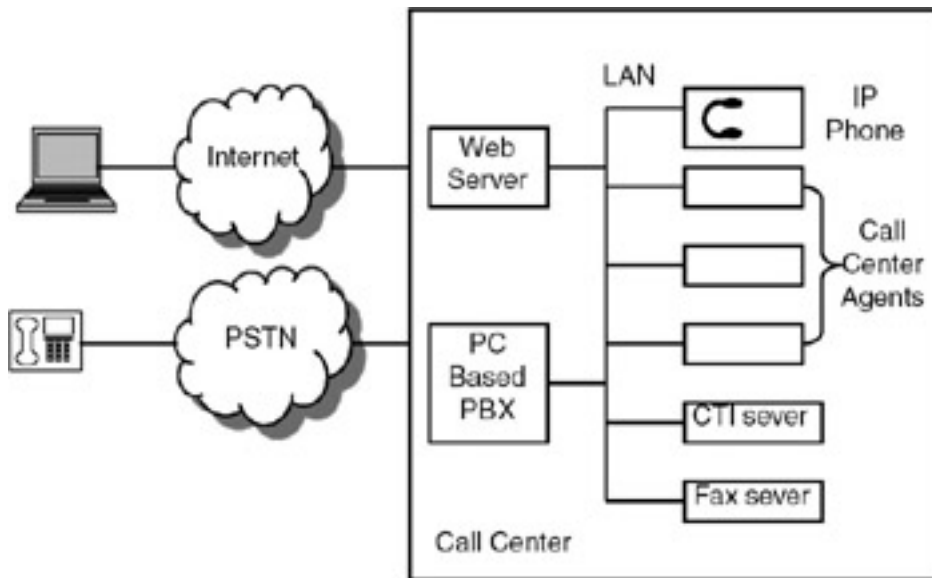 Internet
PSTN
Web
Server
PC
Based
PBX
LAN
IP
Phone
Call
Center
Agents
CTI sever
Fax sever
Call Center